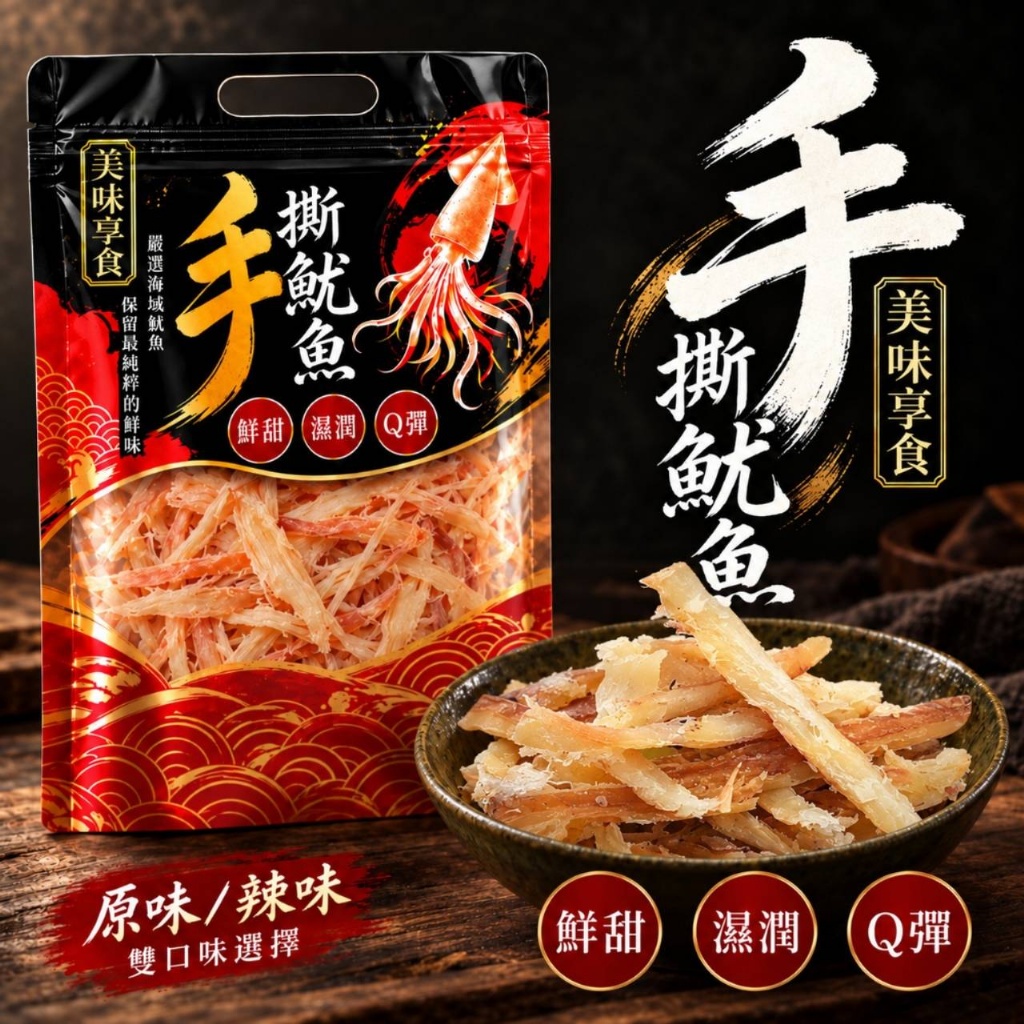 美味享食
嚴選海域魷魚
保留最純粹的鮮味
手撕魷魚
鮮甜
濕潤
Q彈
手撕魷魚
美味享食
原味/辣味
雙口味選擇
鮮甜
濕潤
Q彈